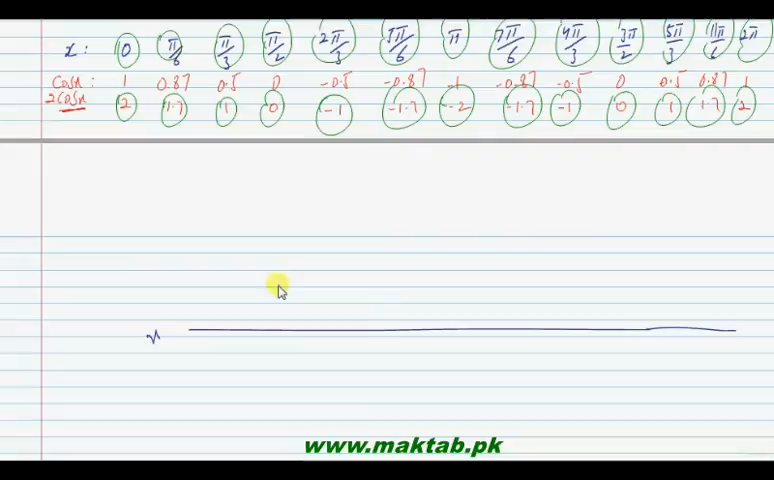 x: 0 π/6 π/3 π/2 2π/3 5π/6 π 7π/6 4π/3 3π/2 5π/3 11π/6 2π
Cosx: 1 0.87 0.5 0 -0.5 -0.87 -1 -0.87 -0.5 0 0.5 0.87 1
2Cosx 2 1.7 1 0 -1 -1.7 -2 -1.7 -1 0 1 1.7 2
www.maktab.pk